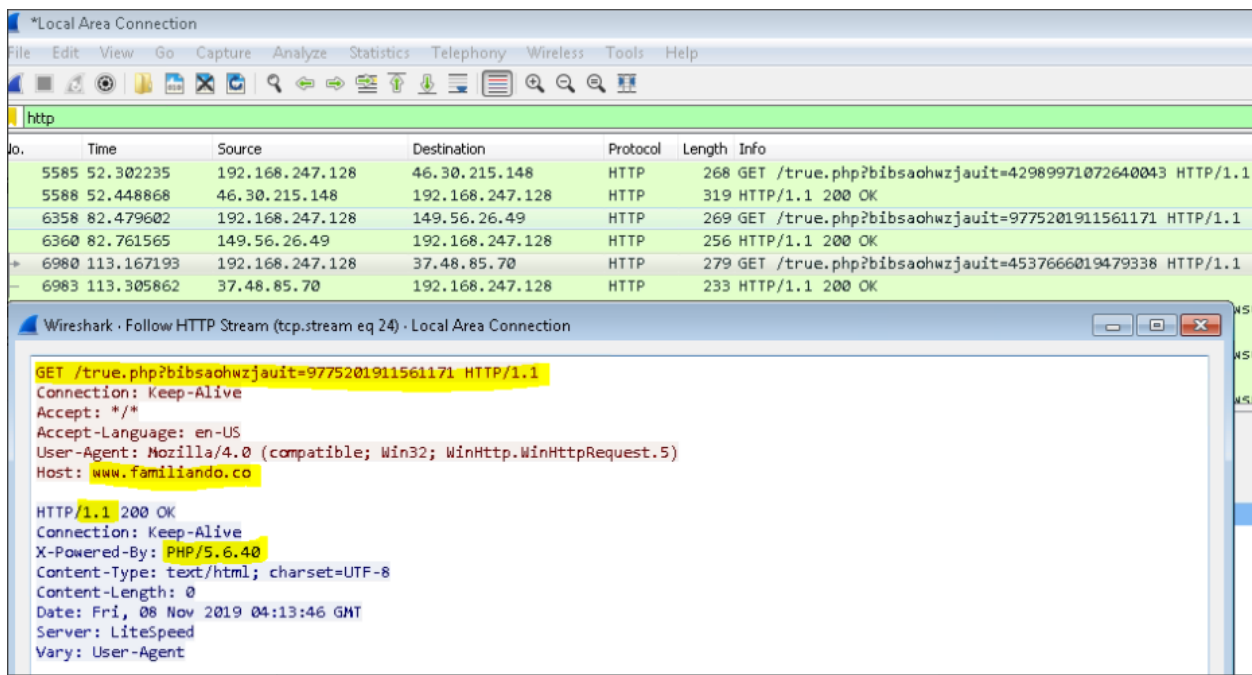 *Local Area Connection
File Edit View Go Capture Analyze Statistics Telephony Wireless Tools Help
http
No. Time Source Destination Protocol Length Info
5585 52.302235 192.168.247.128 46.30.215.148 HTTP 268 GET /true.php?bibsaohwzjauit=42989971072640043 HTTP/1.1
5588 52.448868 46.30.215.148 192.168.247.128 HTTP 319 HTTP/1.1 200 OK
6358 82.479602 192.168.247.128 149.56.26.49 HTTP 269 GET /true.php?bibsaohwzjauit=9775201911561171 HTTP/1.1
6360 82.761565 149.56.26.49 192.168.247.128 HTTP 256 HTTP/1.1 200 OK
6980 113.167193 192.168.247.128 37.48.85.70 HTTP 279 GET /true.php?bibsaohwzjauit=4537666019479338 HTTP/1.1
6983 113.305862 37.48.85.70 192.168.247.128 HTTP 233 HTTP/1.1 200 OK
Wireshark · Follow HTTP Stream (tcp.stream eq 24) · Local Area Connection
GET /true.php?bibsaohwzjauit=9775201911561171 HTTP/1.1
Connection: Keep-Alive
Accept: */*
Accept-Language: en-US
User-Agent: Mozilla/4.0 (compatible; Win32; WinHttp.WinHttpRequest.5)
Host: www.familiando.co
HTTP/1.1 200 OK
Connection: Keep-Alive
X-Powered-By: PHP/5.6.40
Content-Type: text/html; charset=UTF-8
Content-Length: 0
Date: Fri, 08 Nov 2019 04:13:46 GMT
Server: LiteSpeed
Vary: User-Agent